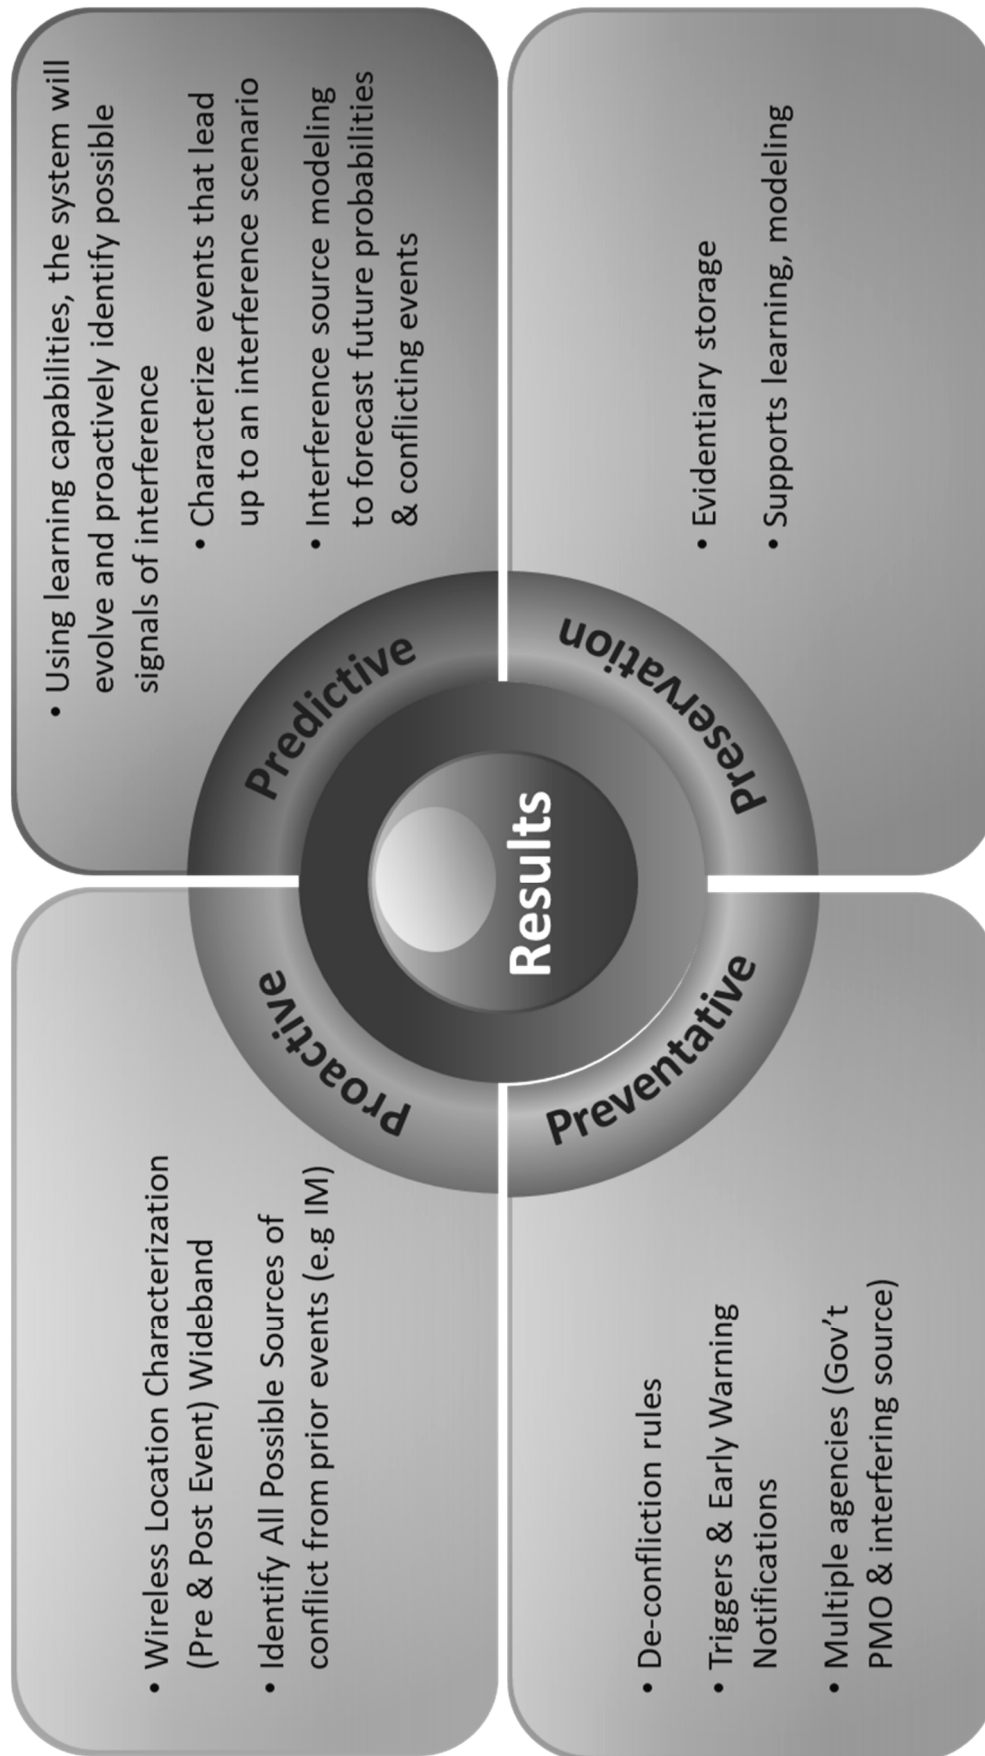 • Wireless Location Characterization
(Pre & Post Event) Wideband
• Identify All Possible Sources of
conflict from prior events (e.g IM)
Proactive
Predictive
• Using learning capabilities, the system will
evolve and proactively identify possible
signals of interference
• Characterize events that lead
up to an interference scenario
• Interference source modeling
to forecast future probabilities
& conflicting events
Results
• De-confliction rules
• Triggers & Early Warning
Notifications
• Multiple agencies (Gov't
PMO & interfering source)
Preventative
Preservation
• Evidentiary storage
• Supports learning, modeling